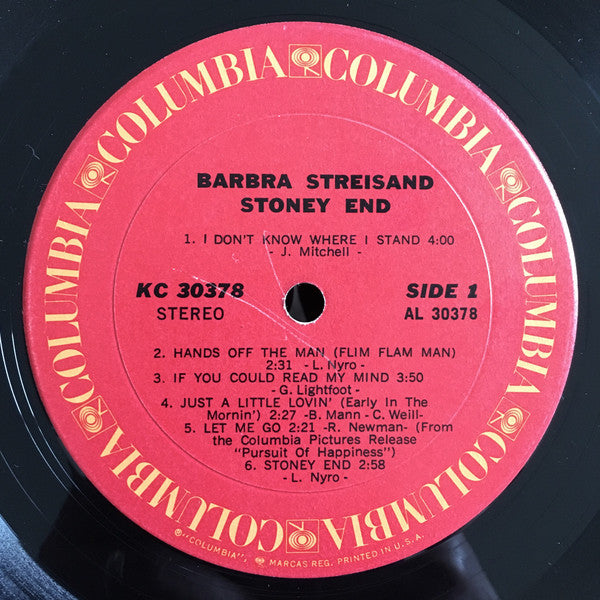 COLUMBIA COLUMBIA COLUMBIA COLUMBIA COLUMBIA COLUMBIA
BARBRA STREISAND
STONEY END
1. I DON'T KNOW WHERE I STAND 4:00
- J. Mitchell -
KC 30378 SIDE 1
STEREO AL 30378
2. HANDS OFF THE MAN (FLIM FLAM MAN)
2:31 -L. Nyro-
3. IF YOU COULD READ MY MIND 3:50
-G. Lightfoot-
4. JUST A LITTLE LOVIN' (Early In The
Mornin') 2:27 -B. Mann - C. Weill-
5. LET ME GO 2:21 -R. Newman- (From
the Columbia Pictures Release
"Pursuit Of Happiness")
6. STONEY END 2:58
-L. Nyro-
℗"COLUMBIA", MARCAS REG. PRINTED IN U.S.A.